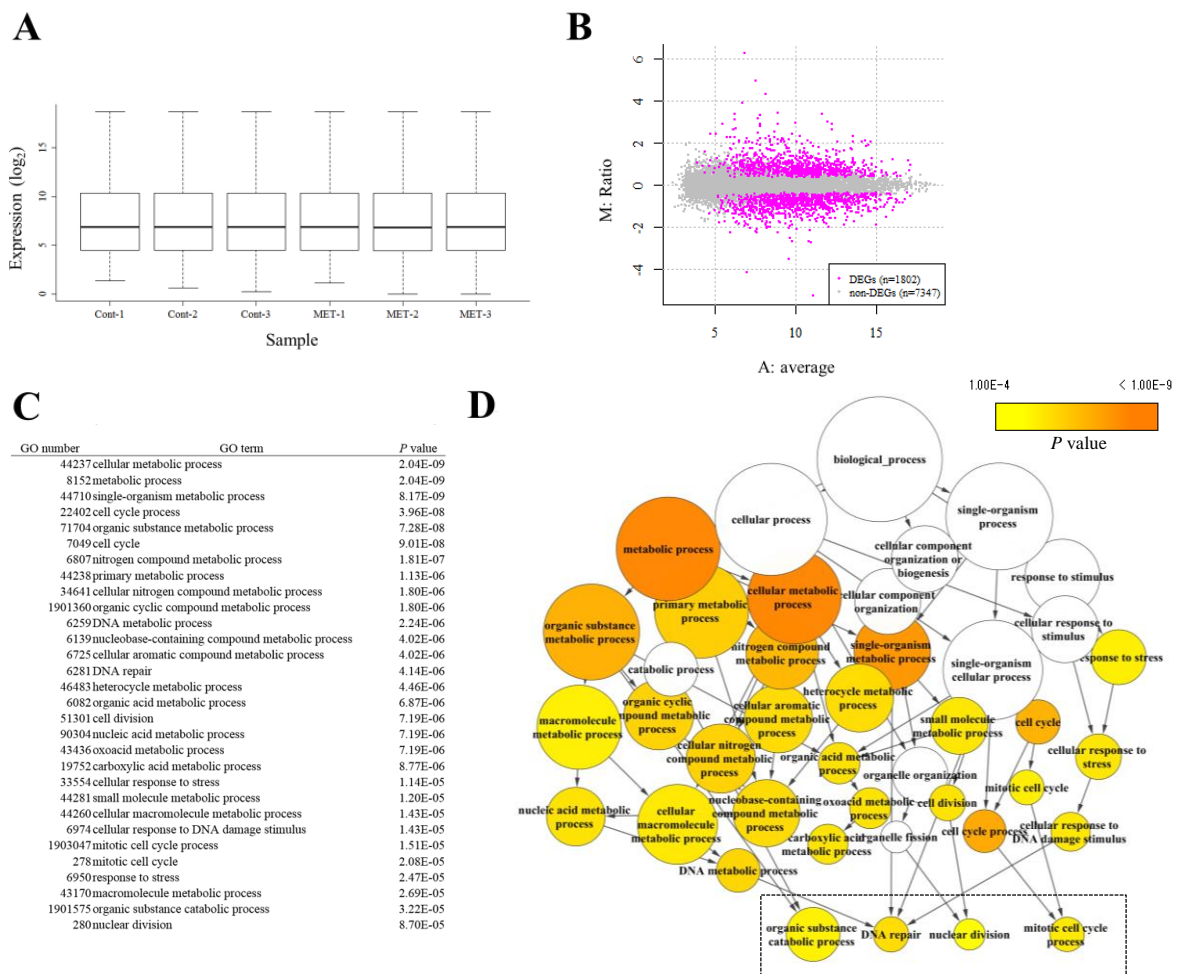 A
Expression (log2)
15
10
5
0
Cont-1 Cont-2 Cont-3 MET-1 MET-2 MET-3
Sample
B
M: Ratio
6
4
2
0
-2
-4
DEGs (n=1802)
non-DEGs (n=7347)
5 10 15
A: average
C
GO number GO term P value
44237 cellular metabolic process 2.04E-09
8152 metabolic process 2.04E-09
44710 single-organism metabolic process 8.17E-09
22402 cell cycle process 3.96E-08
71704 organic substance metabolic process 7.28E-08
7049 cell cycle 9.01E-08
6807 nitrogen compound metabolic process 1.81E-07
44238 primary metabolic process 1.13E-06
34641 cellular nitrogen compound metabolic process 1.80E-06
1901360 organic cyclic compound metabolic process 1.80E-06
6259 DNA metabolic process 2.24E-06
6139 nucleobase-containing compound metabolic process 4.02E-06
6725 cellular aromatic compound metabolic process 4.02E-06
6281 DNA repair 4.14E-06
46483 heterocycle metabolic process 4.46E-06
6082 organic acid metabolic process 6.87E-06
51301 cell division 7.19E-06
90304 nucleic acid metabolic process 7.19E-06
43436 oxoacid metabolic process 7.19E-06
19752 carboxylic acid metabolic process 8.77E-06
33554 cellular response to stress 1.14E-05
44281 small molecule metabolic process 1.20E-05
44260 cellular macromolecule metabolic process 1.43E-05
6974 cellular response to DNA damage stimulus 1.43E-05
1903047 mitotic cell cycle process 1.51E-05
278 mitotic cell cycle 2.08E-05
6950 response to stress 2.47E-05
43170 macromolecule metabolic process 2.69E-05
1901575 organic substance catabolic process 3.22E-05
280 nuclear division 8.70E-05
D
1.00E-4 < 1.00E-9
P value
biological_process
cellular process
single-organism
process
metabolic process
cellular component
organization or
biogenesis
response to stimulus
cellular metabolic
process
cellular component
organization
primary metabolic
process
organic substance
metabolic process
cellular response to
stimulus
nitrogen compound
metabolic process
single-organism
metabolic process
catabolic process
single-organism
cellular process
response to stress
heterocycle metabolic
process
organic cyclic
compound metabolic
process
cellular aromatic
compound metabolic
process
macromolecule
metabolic process
small molecule
metabolic process
cell cycle
cellular nitrogen
compound metabolic
process
organic acid metabolic
process
cellular response to
stress
organelle organization
mitotic cell cycle
nucleic acid metabolic
process
cellular
macromolecule
metabolic process
nucleobase-containing
compound metabolic
process
oxoacid metabolic
process
cell division
cell cycle process
cellular response to
DNA damage stimulus
carboxylic acid
metabolic process
organelle fission
DNA metabolic process
organic substance
catabolic process
DNA repair
nuclear division
mitotic cell cycle
process